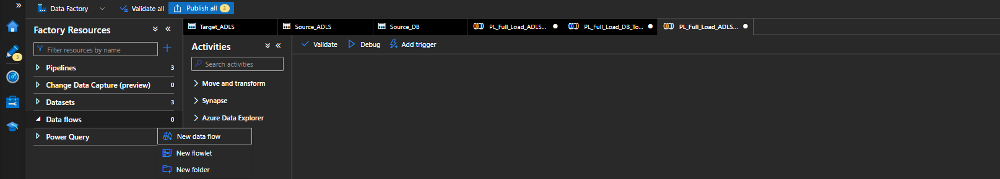 Data Factory
Validate all
Publish all 3
Factory Resources
Filter resources by name
3
Pipelines 3
Change Data Capture (preview) 0
Datasets 3
Data flows 0
Power Query
New data flow
New flowlet
New folder
Target_ADLS
Source_ADLS
Source_DB
PL_Full_Load_ADLS...
PL_Full_Load_DB_To...
PL_Full_Load_ADLS...
Activities
Search activities
Move and transform
Synapse
Azure Data Explorer
Validate
Debug
Add trigger